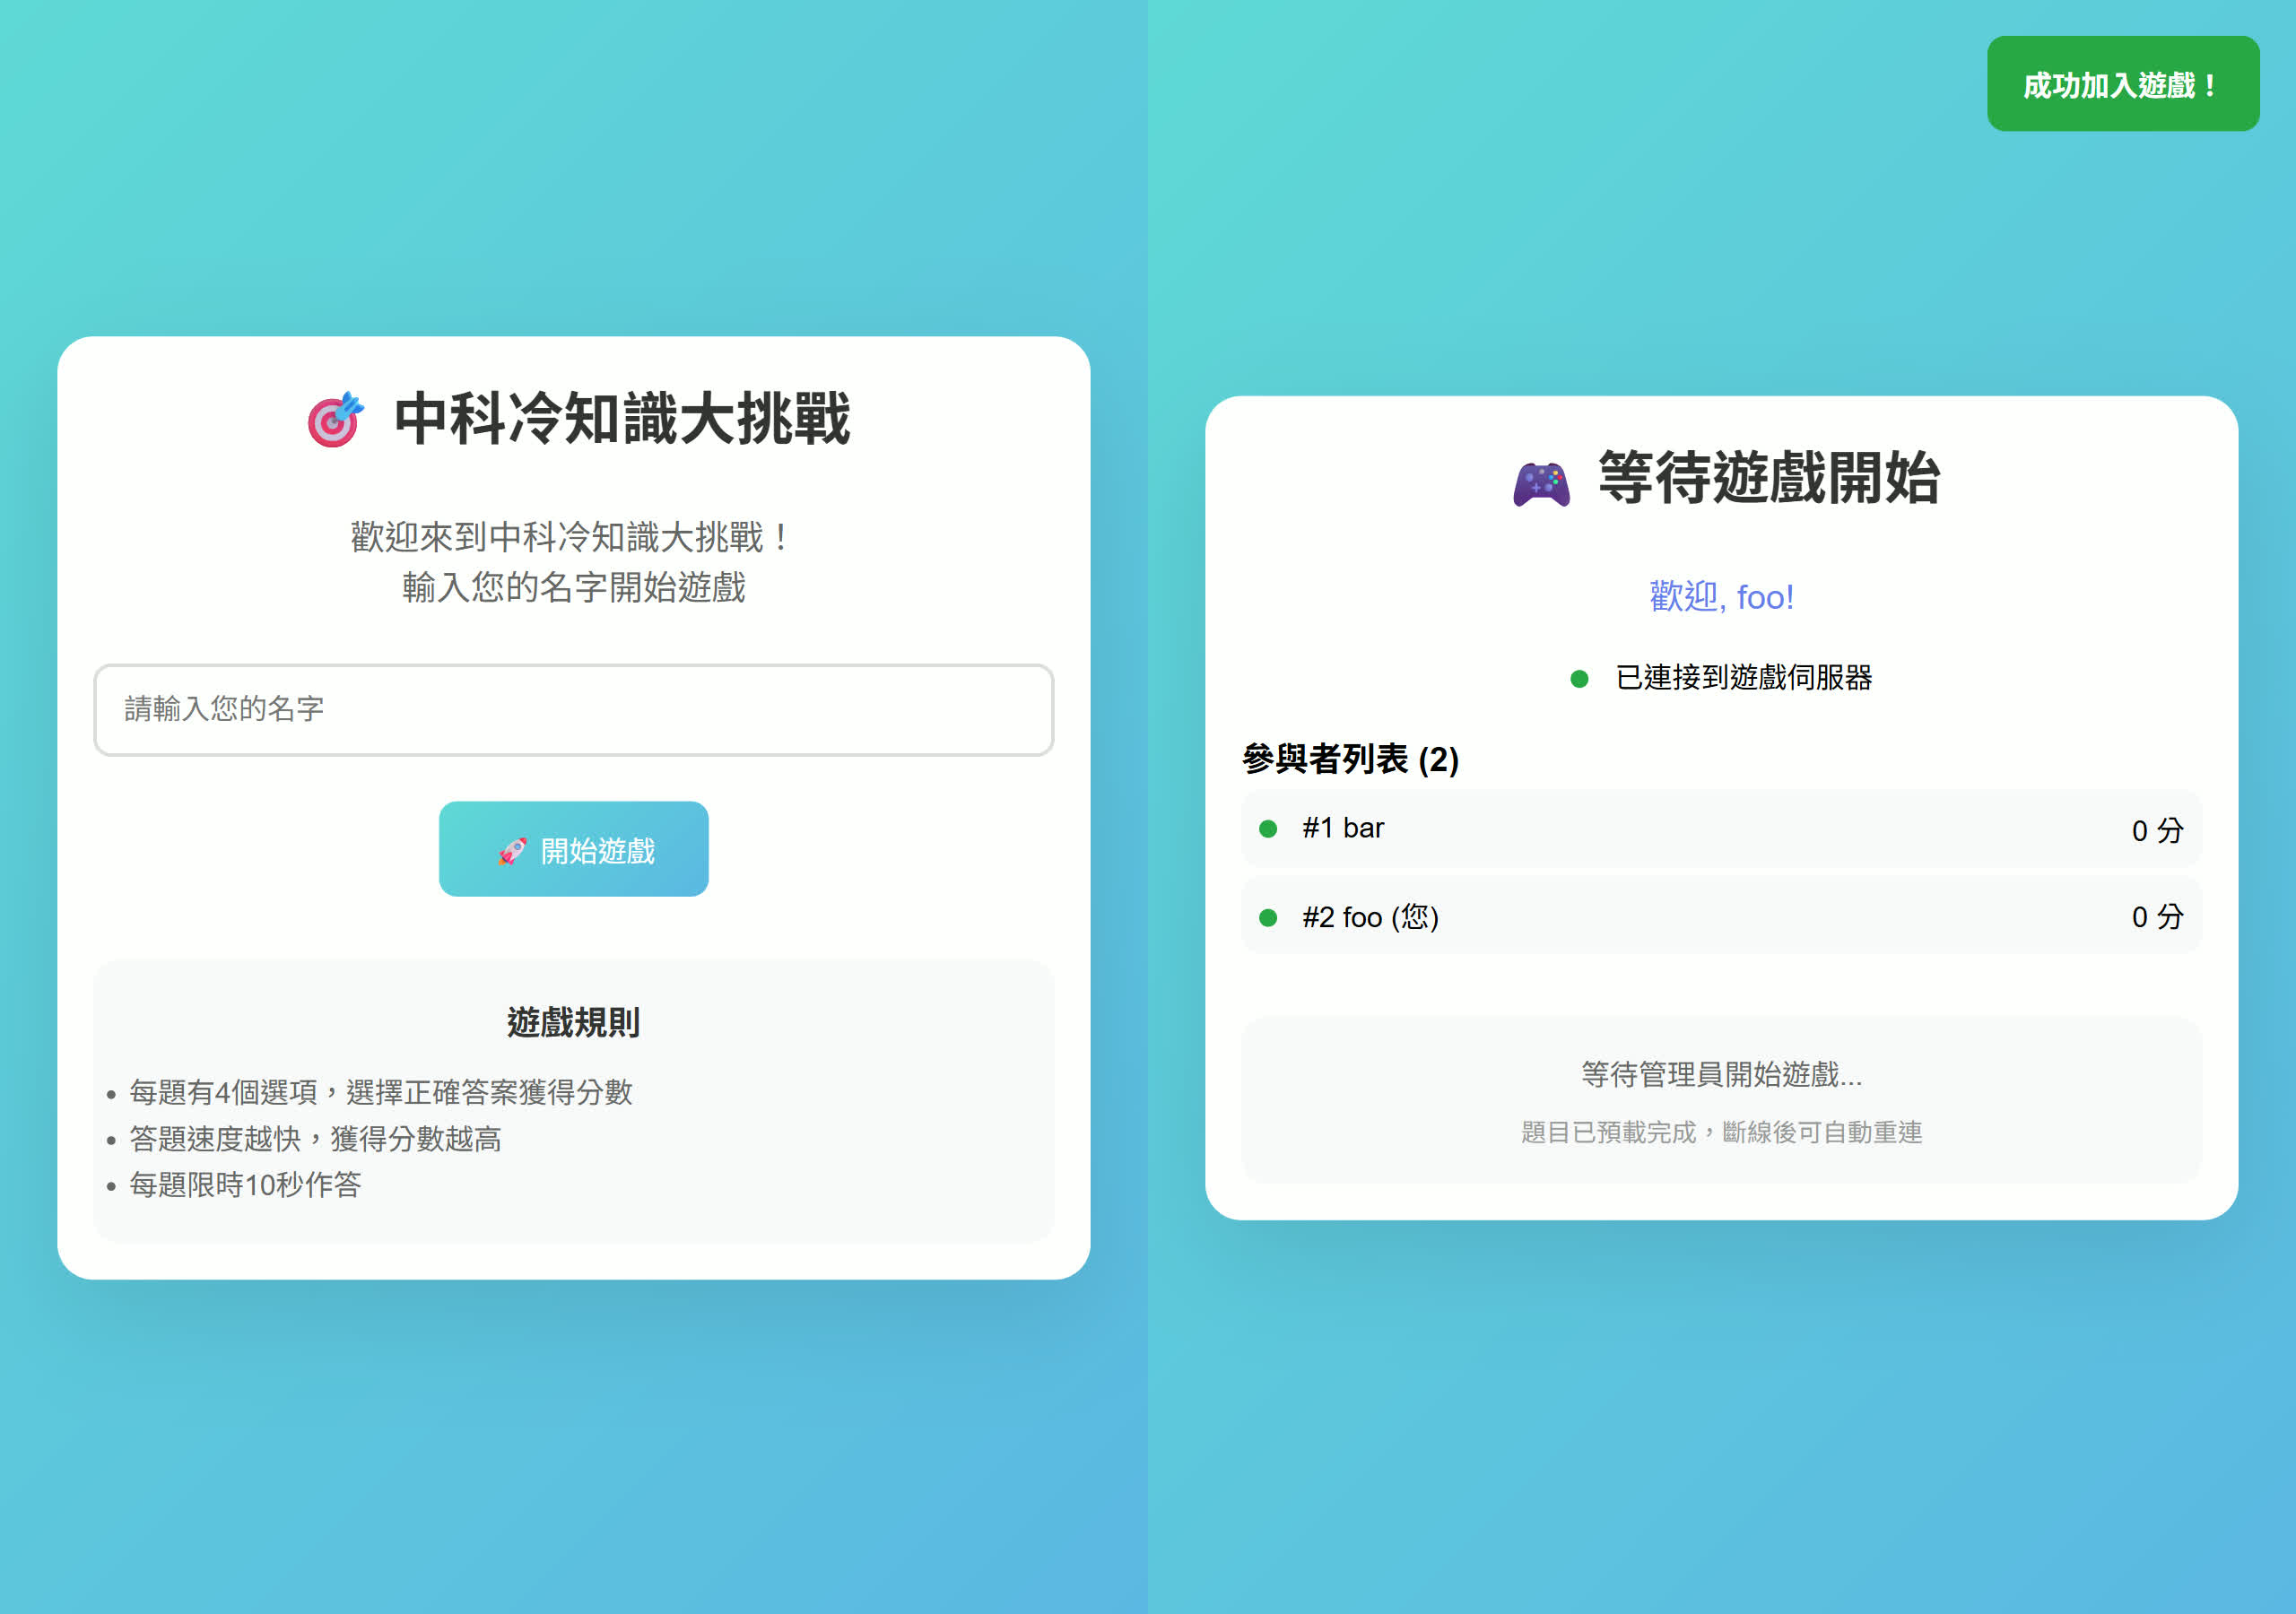 中科冷知識大挑戰
歡迎來到中科冷知識大挑戰！
輸入您的名字開始遊戲
請輸入您的名字
開始遊戲
遊戲規則
每題有4個選項，選擇正確答案獲得分數
答題速度越快，獲得分數越高
每題限時10秒作答
成功加入遊戲！
等待遊戲開始
歡迎, foo!
已連接到遊戲伺服器
參與者列表 (2)
#1 bar 0 分
#2 foo (您) 0 分
等待管理員開始遊戲...
題目已預載完成，斷線後可自動重連